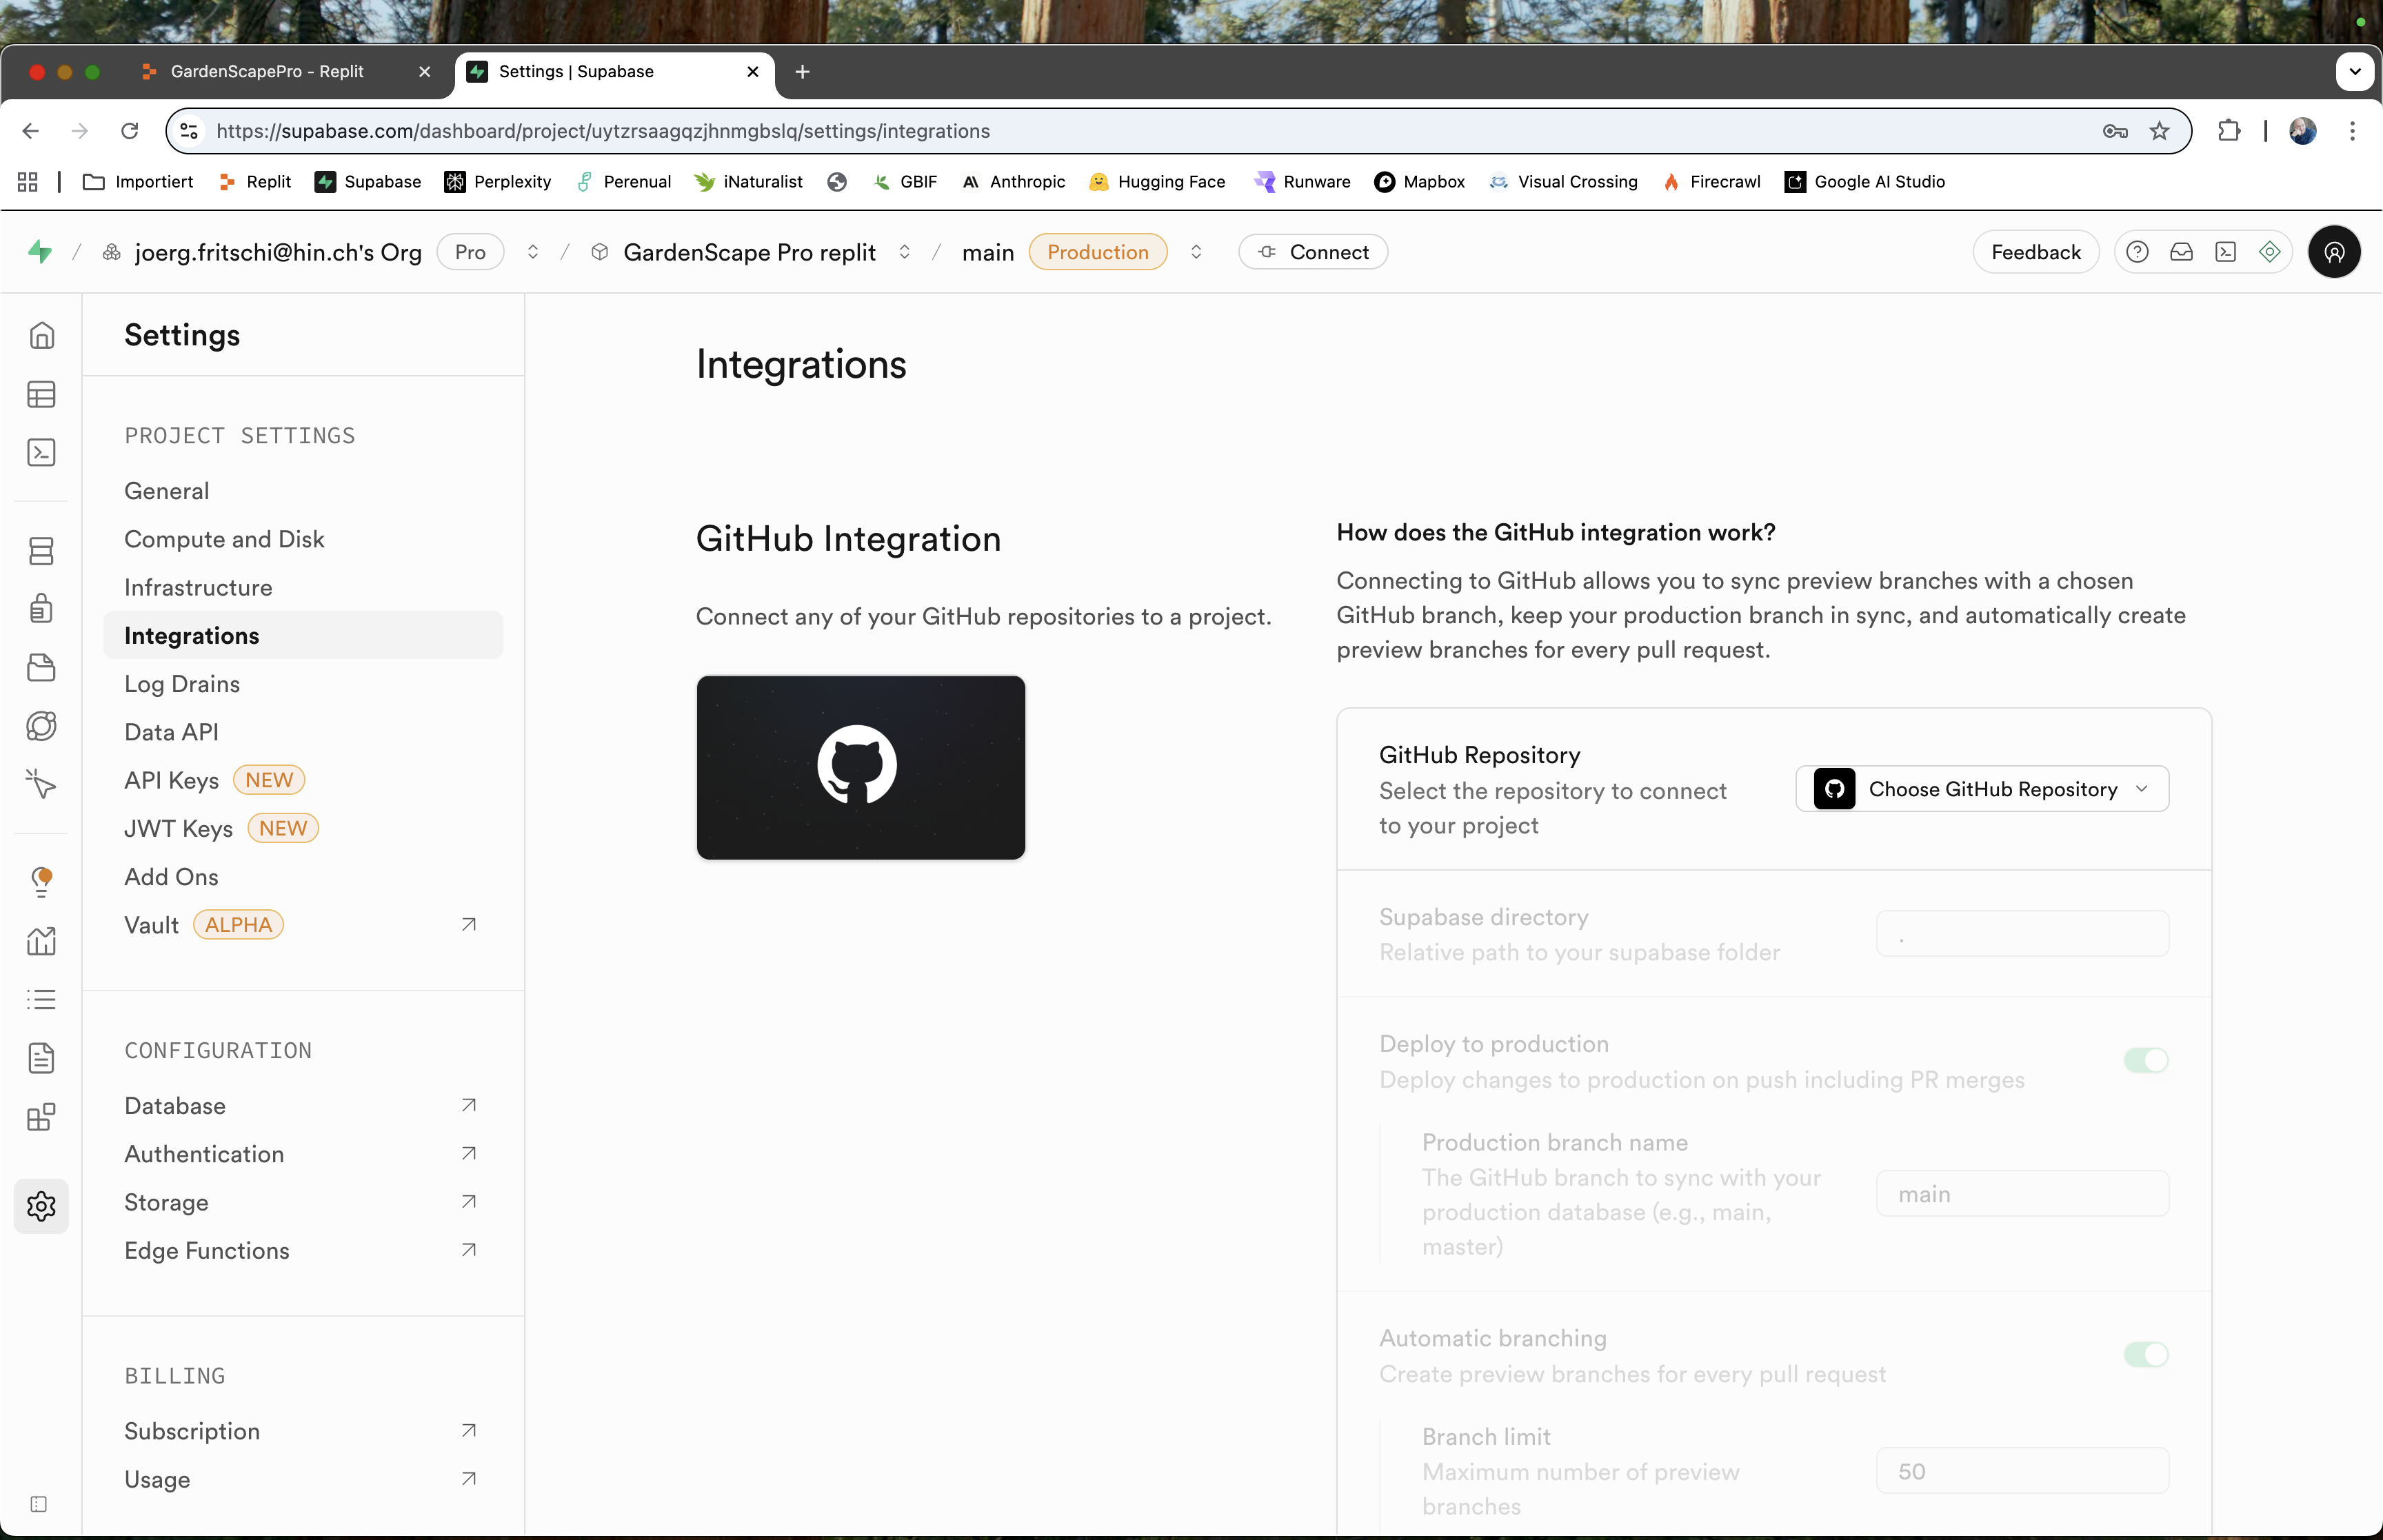 GardenScapePro - Replit
Settings | Supabase
https://supabase.com/dashboard/project/uytzrsaagqzjhnmgbslq/settings/integrations
Importiert
Replit
Supabase
Perplexity
Perenual
iNaturalist
GBIF
Anthropic
Hugging Face
Runware
Mapbox
Visual Crossing
Firecrawl
Google AI Studio
joerg.fritschi@hin.ch's Org
Pro
GardenScape Pro replit
main
Production
Connect
Feedback
Settings
PROJECT SETTINGS
General
Compute and Disk
Infrastructure
Integrations
Log Drains
Data API
API Keys NEW
JWT Keys NEW
Add Ons
Vault ALPHA
CONFIGURATION
Database
Authentication
Storage
Edge Functions
BILLING
Subscription
Usage
Integrations
GitHub Integration
Connect any of your GitHub repositories to a project.
How does the GitHub integration work?
Connecting to GitHub allows you to sync preview branches with a chosen
GitHub branch, keep your production branch in sync, and automatically create
preview branches for every pull request.
GitHub Repository
Select the repository to connect
to your project
Choose GitHub Repository
Supabase directory
Relative path to your supabase folder
.
Deploy to production
Deploy changes to production on push including PR merges
Production branch name
The GitHub branch to sync with your
production database (e.g., main,
master)
main
Automatic branching
Create preview branches for every pull request
Branch limit
Maximum number of preview
branches
50